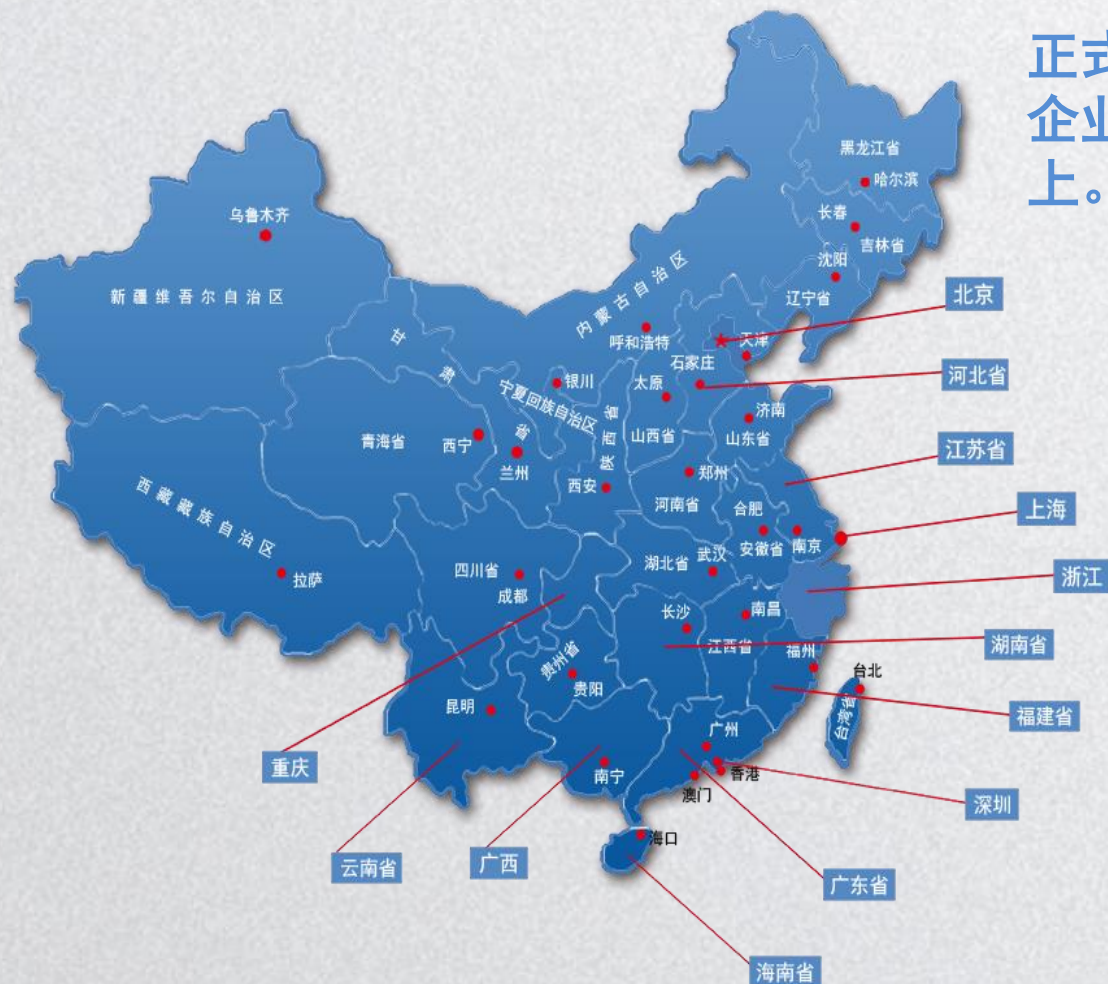 正式
企业
上。
黑龙江省
哈尔滨
长春
吉林省
沈阳
辽宁省
乌鲁木齐
新疆维吾尔自治区
内蒙古自治区
呼和浩特
北京
天津
石家庄
河北省
甘肃省
银川
宁夏回族自治区
太原
山西省
陕西省
济南
山东省
青海省
西宁
兰州
西安
郑州
河南省
江苏省
合肥
安徽省
南京
上海
西藏藏族自治区
拉萨
四川省
成都
湖北省
武汉
浙江
长沙
南昌
江西省
湖南省
福州
台北
台湾省
福建省
贵州省
贵阳
昆明
重庆
广州
南宁
香港
澳门
深圳
海口
云南省
广西
广东省
海南省